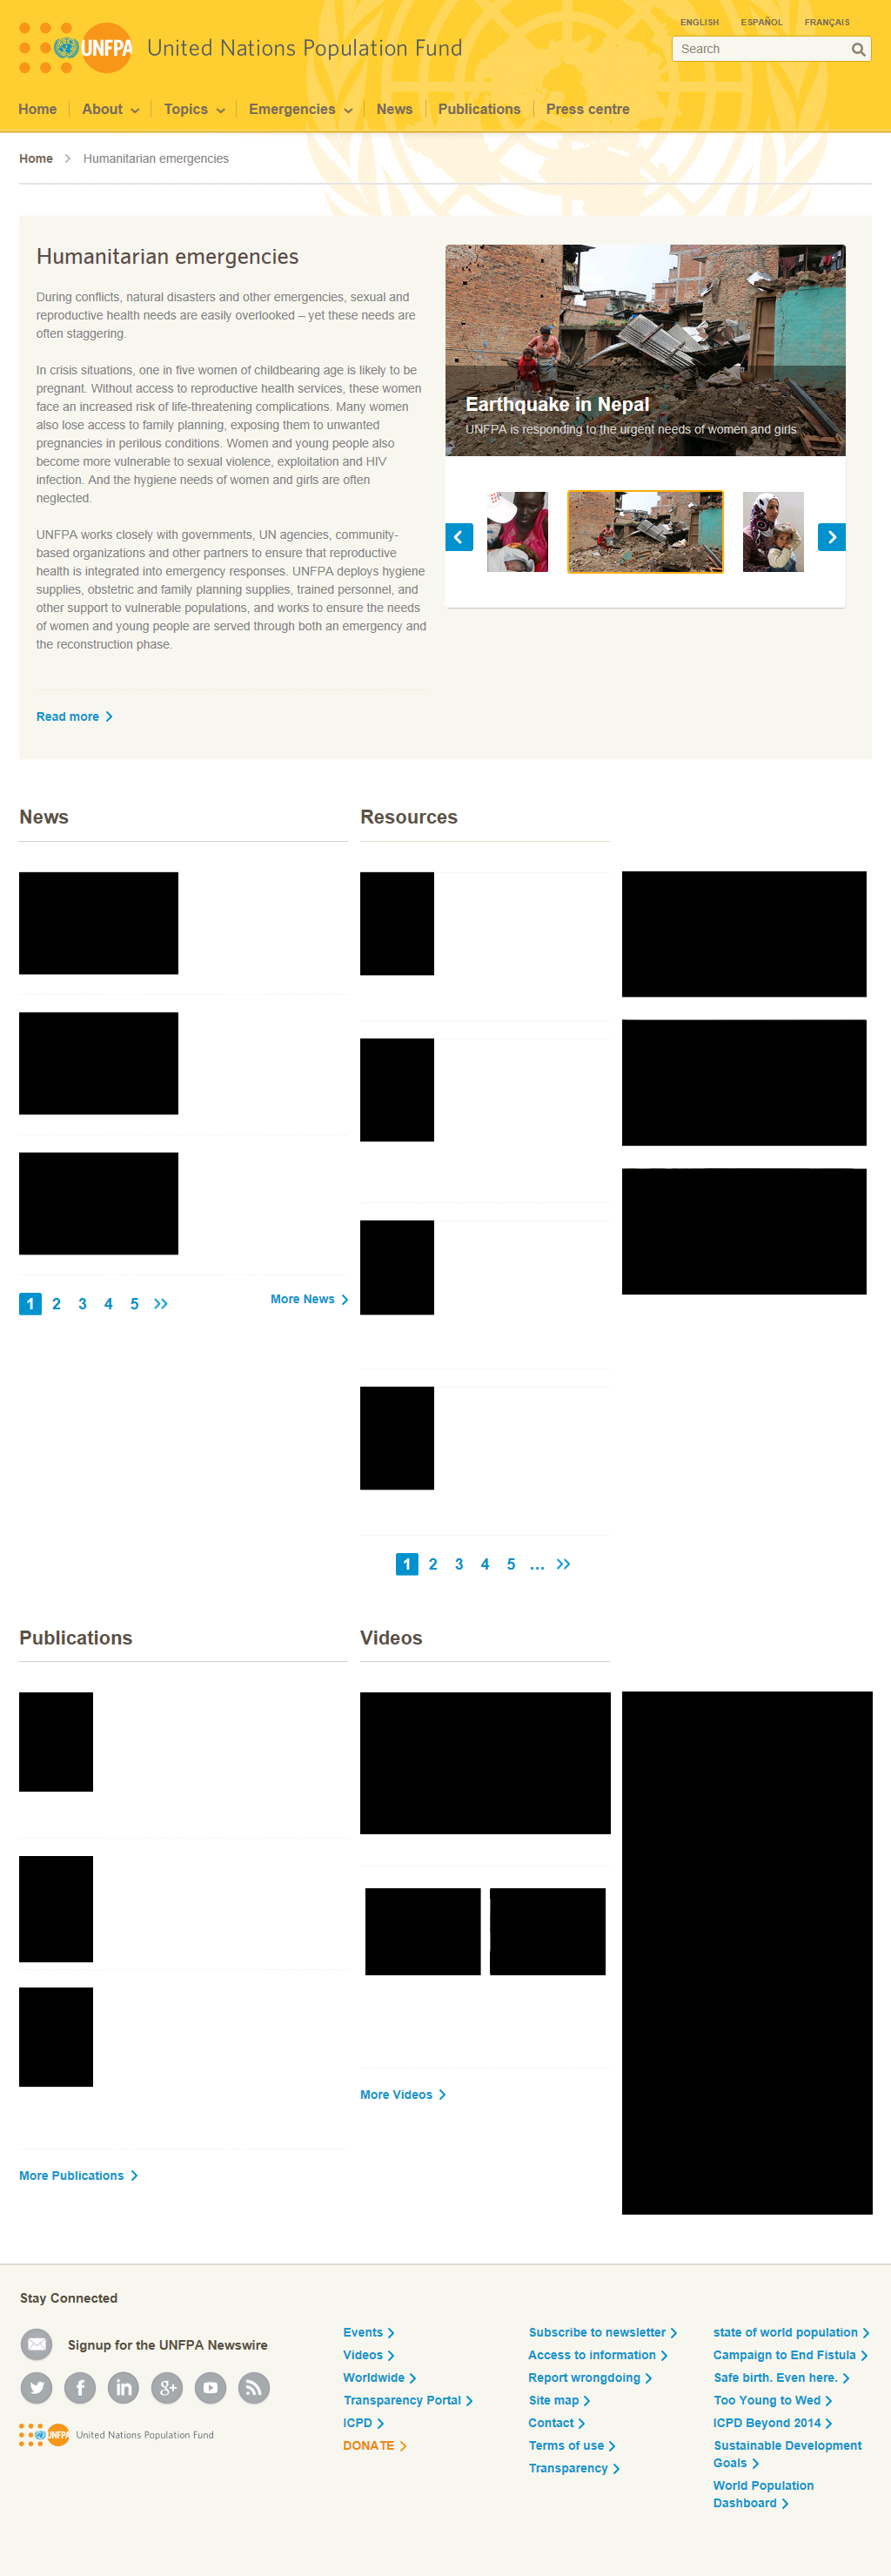 ENGLISH ESPAÑOL FRANÇAIS
UNFPA United Nations Population Fund
Search
Home About Topics Emergencies News Publications Press centre
Home Humanitarian emergencies
Humanitarian emergencies
During conflicts, natural disasters and other emergencies, sexual and
reproductive health needs are easily overlooked – yet these needs are
often staggering.
In crisis situations, one in five women of childbearing age is likely to be
pregnant. Without access to reproductive health services, these women
face an increased risk of life-threatening complications. Many women
also lose access to family planning, exposing them to unwanted
pregnancies in perilous conditions. Women and young people also
become more vulnerable to sexual violence, exploitation and HIV
infection. And the hygiene needs of women and girls are often
neglected.
UNFPA works closely with governments, UN agencies, community-
based organizations and other partners to ensure that reproductive
health is integrated into emergency responses. UNFPA deploys hygiene
supplies, obstetric and family planning supplies, trained personnel, and
other support to vulnerable populations, and works to ensure the needs
of women and young people are served through both an emergency and
the reconstruction phase.
Read more
Earthquake in Nepal
UNFPA is responding to the urgent needs of women and girls
News
1 2 3 4 5 >>
More News
Resources
1 2 3 4 5 ... >>
Publications
More Publications
Videos
More Videos
Stay Connected
Signup for the UNFPA Newswire
f in g+
UNFPA United Nations Population Fund
Events
Videos
Worldwide
Transparency Portal
ICPD
DONATE
Subscribe to newsletter
Access to information
Report wrongdoing
Site map
Contact
Terms of use
Transparency
state of world population
Campaign to End Fistula
Safe birth. Even here.
Too Young to Wed
ICPD Beyond 2014
Sustainable Development
Goals
World Population
Dashboard